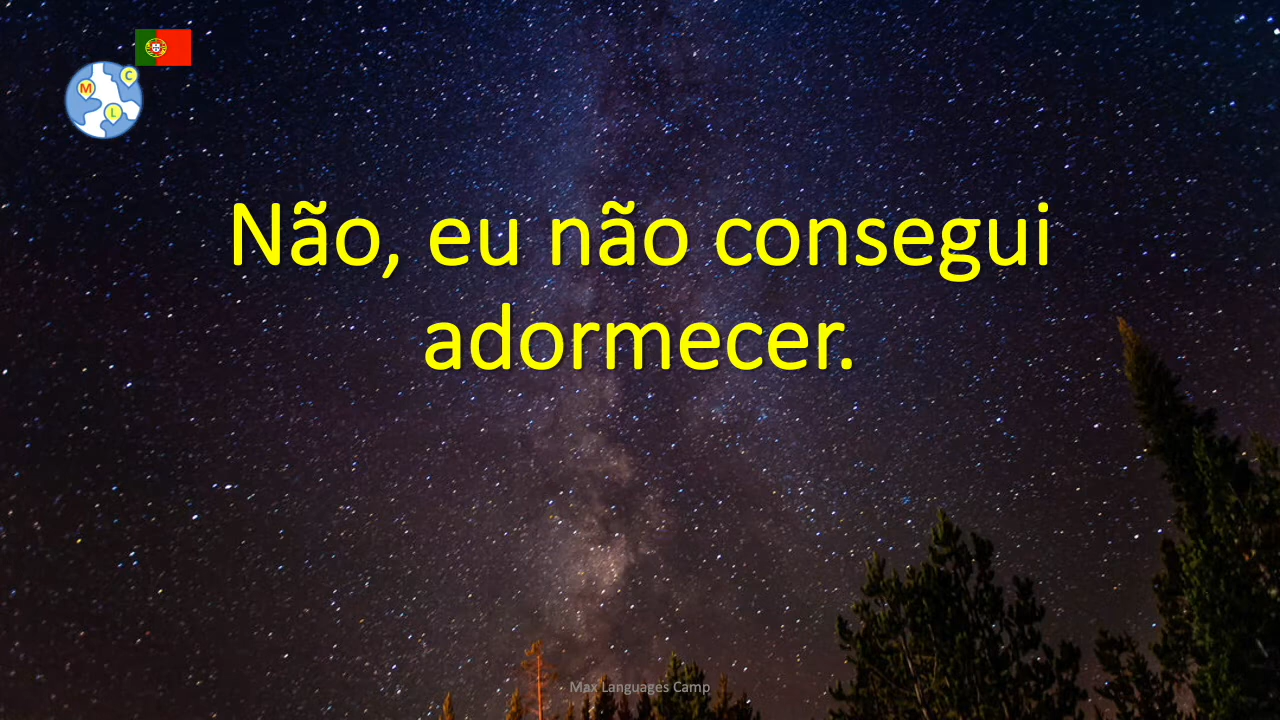 M
C
L
Não, eu não consegui
adormecer.
Max Languages Camp